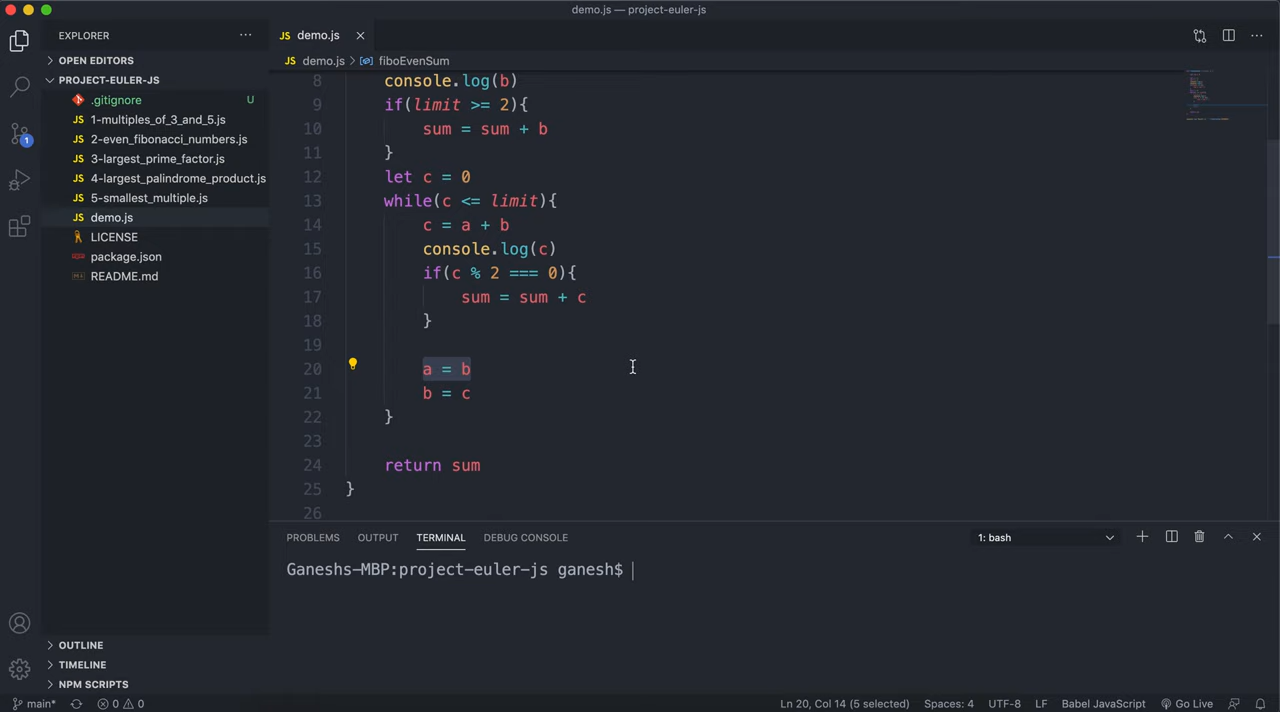 demo.js — project-euler-js
EXPLORER
OPEN EDITORS
PROJECT-EULER-JS
.gitignore U
JS 1-multiples_of_3_and_5.js
JS 2-even_fibonacci_numbers.js
JS 3-largest_prime_factor.js
JS 4-largest_palindrome_product.js
JS 5-smallest_multiple.js
JS demo.js
LICENSE
package.json
README.md
OUTLINE
TIMELINE
NPM SCRIPTS
1
JS demo.js
JS demo.js > fiboEvenSum
8 console.log(b)
9 if(limit >= 2){
10 sum = sum + b
11 }
12 let c = 0
13 while(c <= limit){
14 c = a + b
15 console.log(c)
16 if(c % 2 === 0){
17 sum = sum + c
18 }
19
20 a = b
21 b = c
22 }
23
24 return sum
25 }
26
PROBLEMS OUTPUT TERMINAL DEBUG CONSOLE 1: bash
Ganeshs-MBP:project-euler-js ganesh$
main* 0 0 Ln 20, Col 14 (5 selected) Spaces: 4 UTF-8 LF Babel JavaScript Go Live